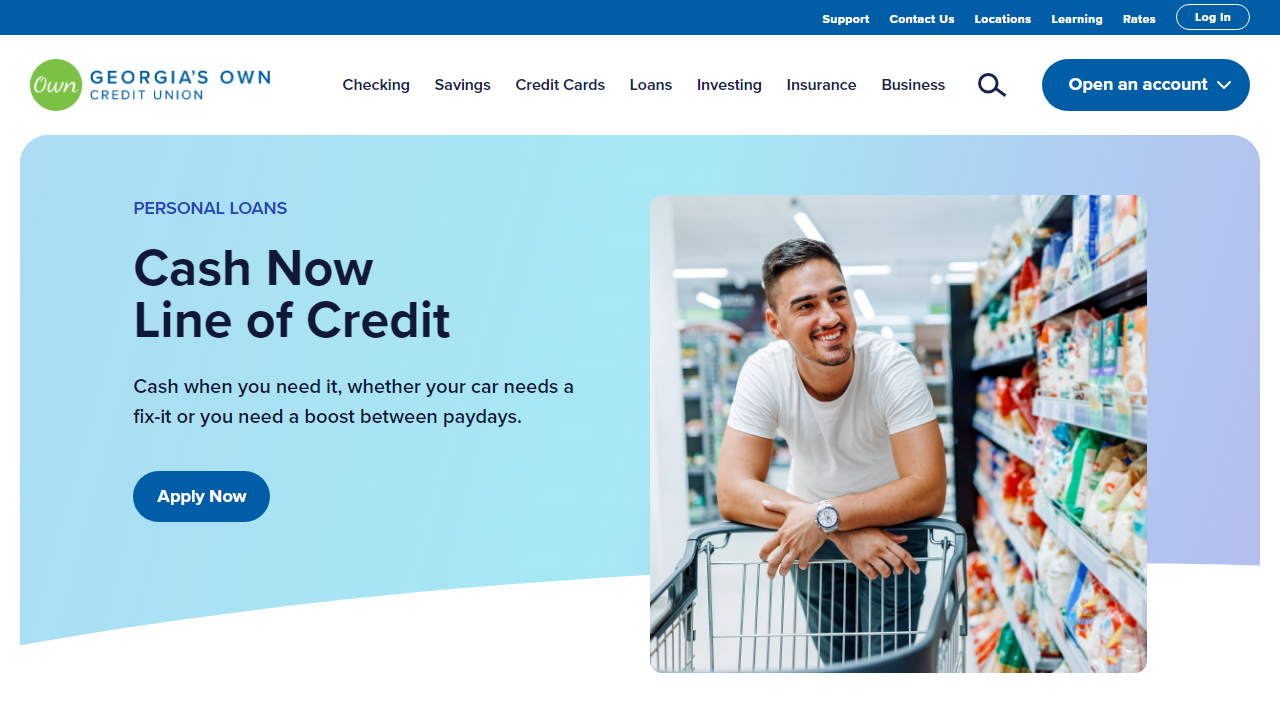 Support Contact Us Locations Learning Rates Log In
Own GEORGIA'S OWN
CREDIT UNION
Checking Savings Credit Cards Loans Investing Insurance Business Open an account
PERSONAL LOANS
Cash Now
Line of Credit
Cash when you need it, whether your car needs a
fix-it or you need a boost between paydays.
Apply Now